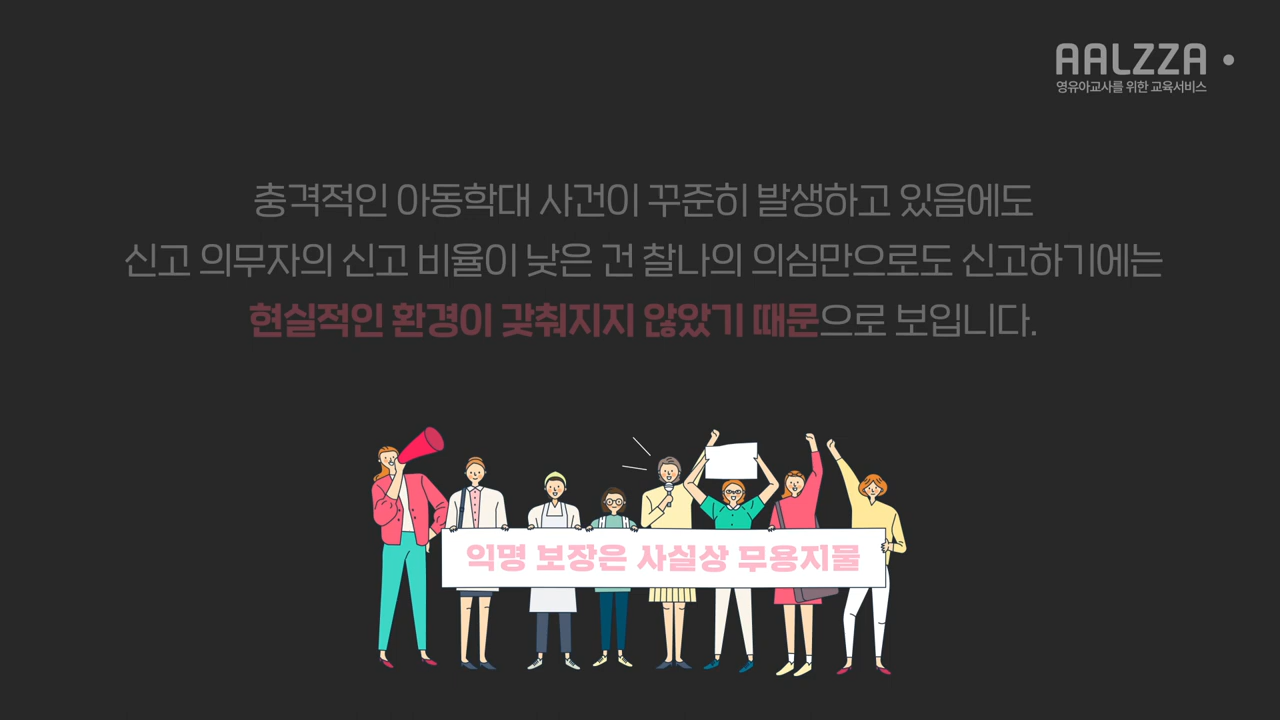 AALZZA
영유아교사를 위한 교육서비스
충격적인 아동학대 사건이 꾸준히 발생하고 있음에도
신고 의무자의 신고 비율이 낮은 건 찰나의 의심만으로도 신고하기에는
현실적인 환경이 갖춰지지 않았기 때문으로 보입니다.
익명 보장은 사실상 무용지물